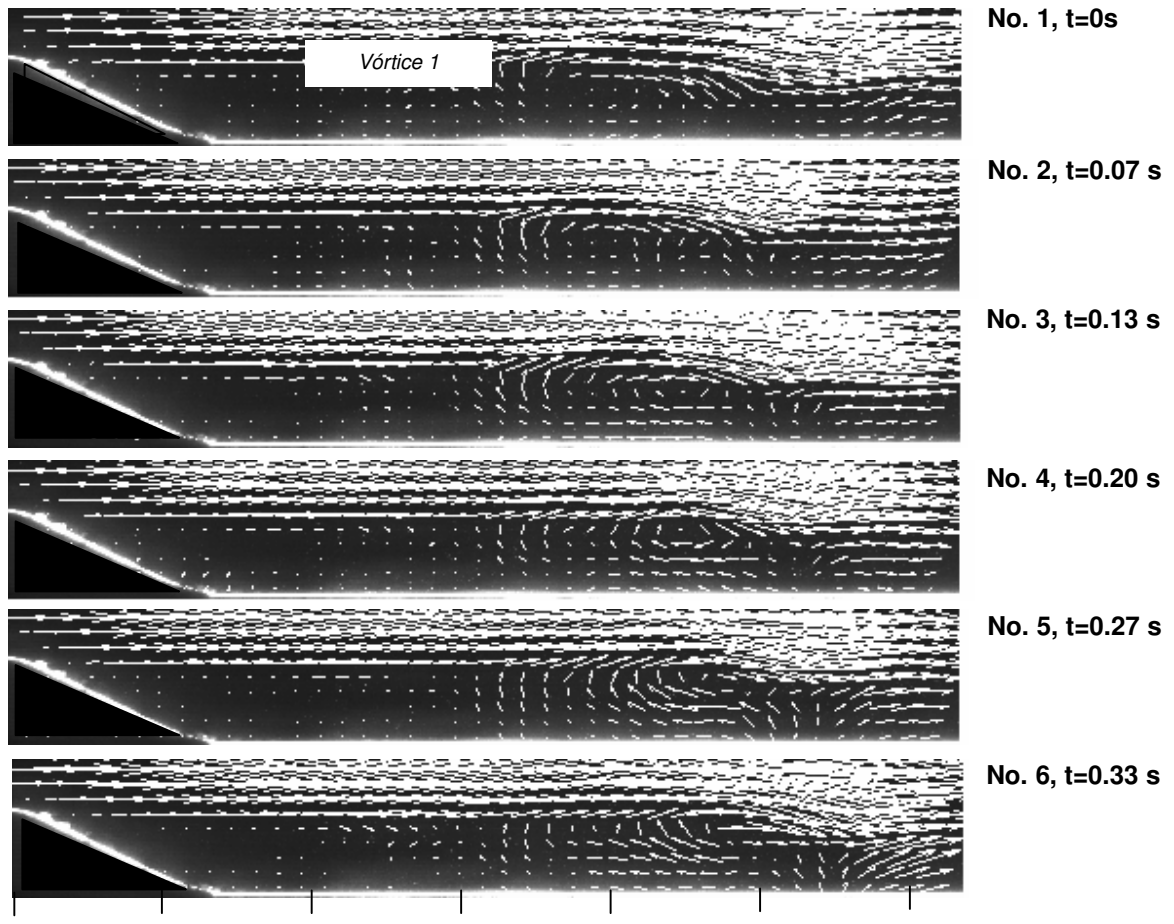 No. 1, t=0s
Vórtice 1
No. 2, t=0.07 s
No. 3, t=0.13 s
No. 4, t=0.20 s
No. 5, t=0.27 s
No. 6, t=0.33 s